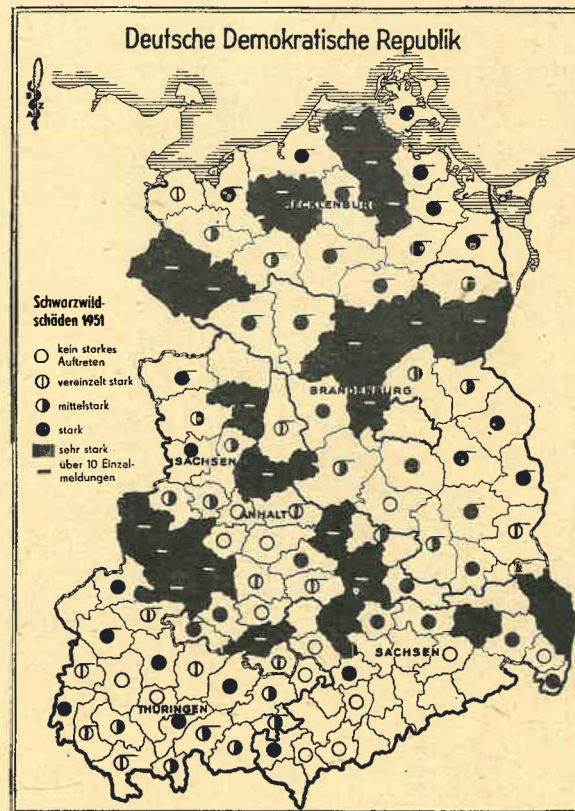 Deutsche Demokratische Republik
MECKLENBURG
Schwarzwild-
schäden 1951
kein starkes
Auftreten
vereinzelt stark
mittelstark
stark
sehr stark
über 10 Einzel-
meldungen
BRANDENBURG
SACHSEN
ANHALT
SACHSEN
THÜRINGEN